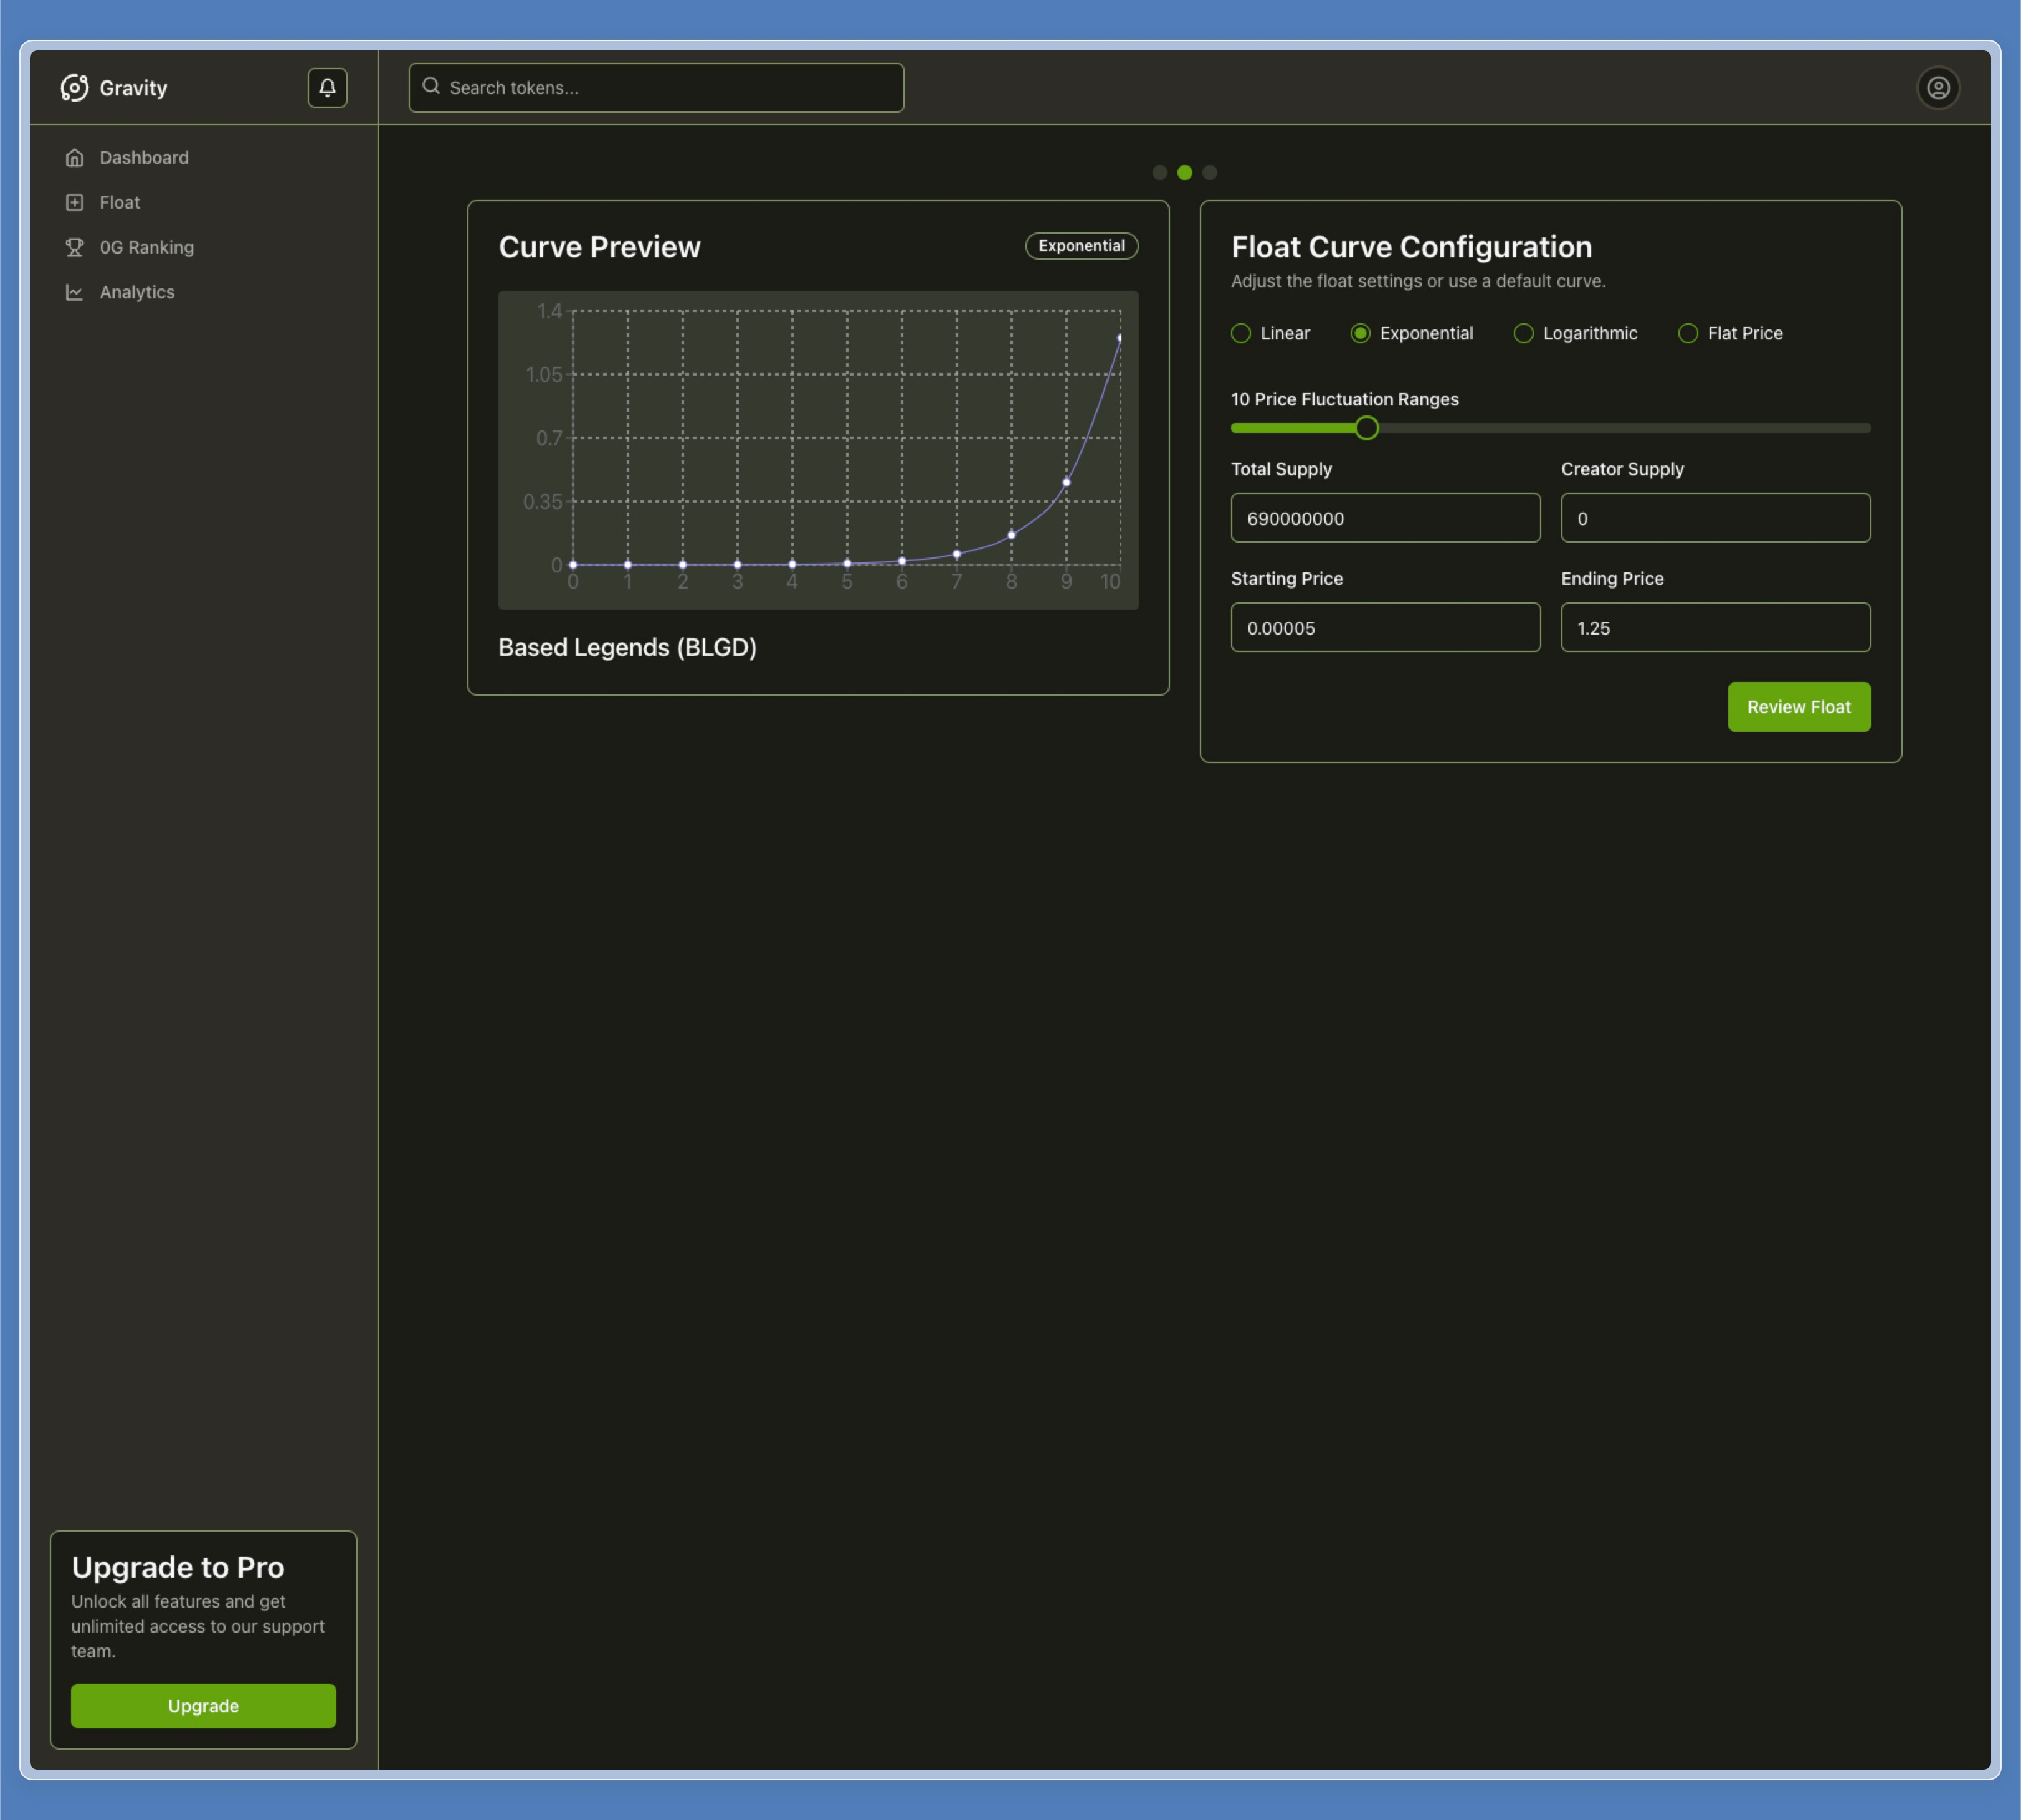 Gravity
Search tokens...
Dashboard
Float
0G Ranking
Analytics
Curve Preview
Exponential
1.4
1.05
0.7
0.35
0
0 1 2 3 4 5 6 7 8 9 10
Based Legends (BLGD)
Float Curve Configuration
Adjust the float settings or use a default curve.
Linear Exponential Logarithmic Flat Price
10 Price Fluctuation Ranges
Total Supply Creator Supply
690000000 0
Starting Price Ending Price
0.00005 1.25
Review Float
Upgrade to Pro
Unlock all features and get
unlimited access to our support
team.
Upgrade